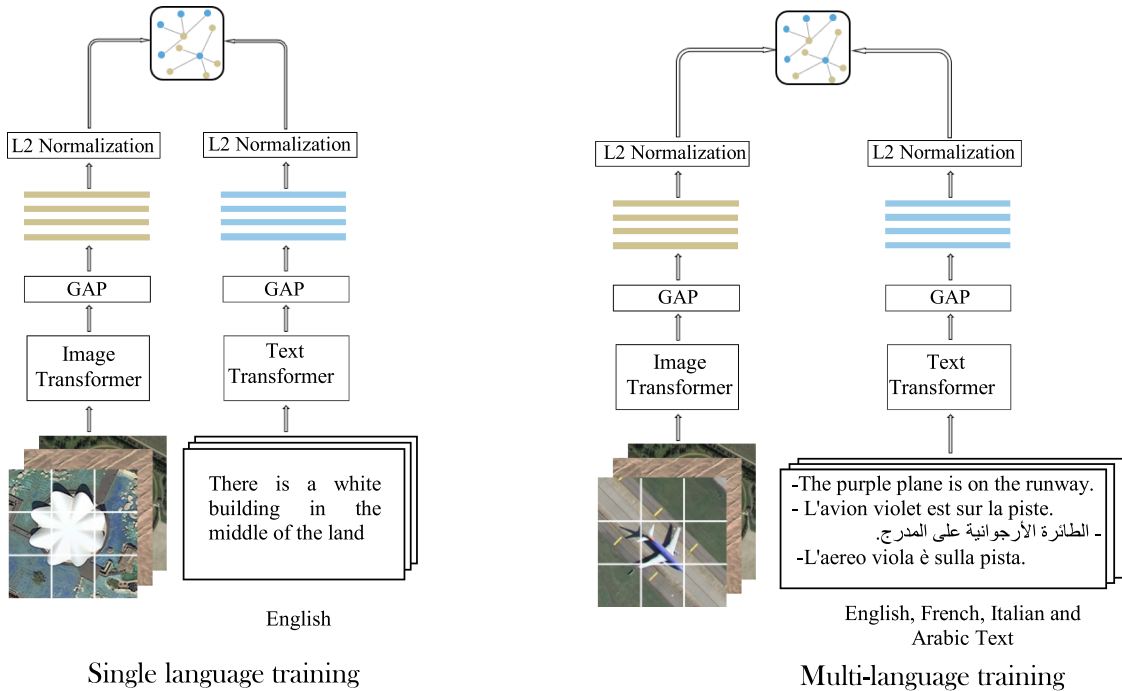 L2 Normalization
L2 Normalization
GAP
GAP
Image
Transformer
Text
Transformer
There is a white
building in the
middle of the land
English
Single language training
L2 Normalization
L2 Normalization
GAP
GAP
Image
Transformer
Text
Transformer
-The purple plane is on the runway.
- L'avion violet est sur la piste.
- الطائرة الأرجوانية على المدرج.
-L'aereo viola è sulla pista.
English, French, Italian and
Arabic Text
Multi-language training